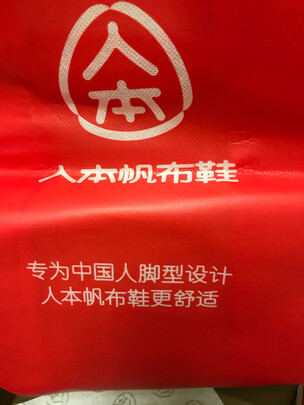 人本
人本帆布鞋
专为中国人脚型设计
人本帆布鞋更舒适